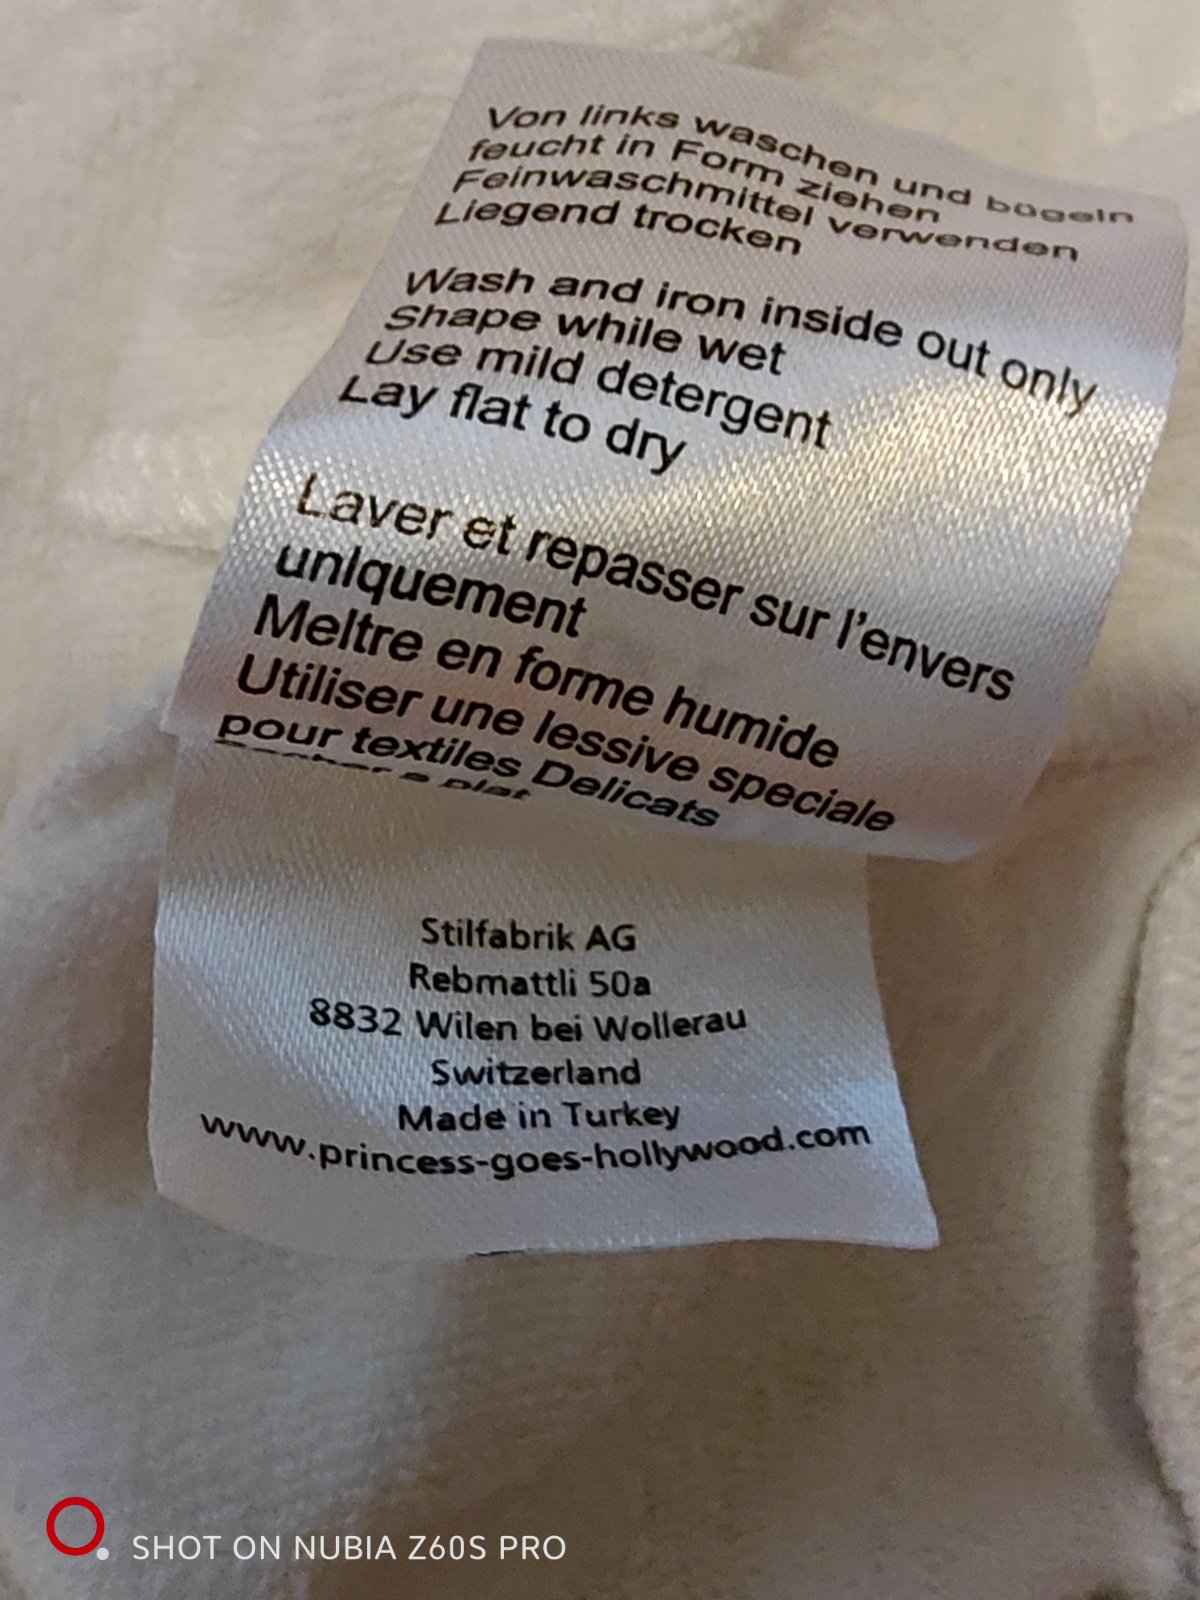 Von links waschen und bügeln
feucht in Form ziehen
Feinwaschmittel verwenden
Liegend trocken
Wash and iron inside out only
Shape while wet
Use mild detergent
Lay flat to dry
Laver et repasser sur l'envers
uniquement
Meltre en forme humide
Utiliser une lessive speciale
pour textiles Delicats
a plat
Stilfabrik AG
Rebmattli 50a
8832 Wilen bei Wollerau
Switzerland
Made in Turkey
www.princess-goes-hollywood.com
SHOT ON NUBIA Z60S PRO